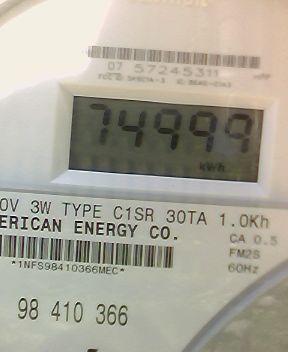 07 57245311
74999
kWh
0V 3W TYPE C1SR 30TA 1.0Kh
ERICAN ENERGY CO.
CA 0.5
*1NFS98410366MEC*
FM2S
60Hz
98 410 366